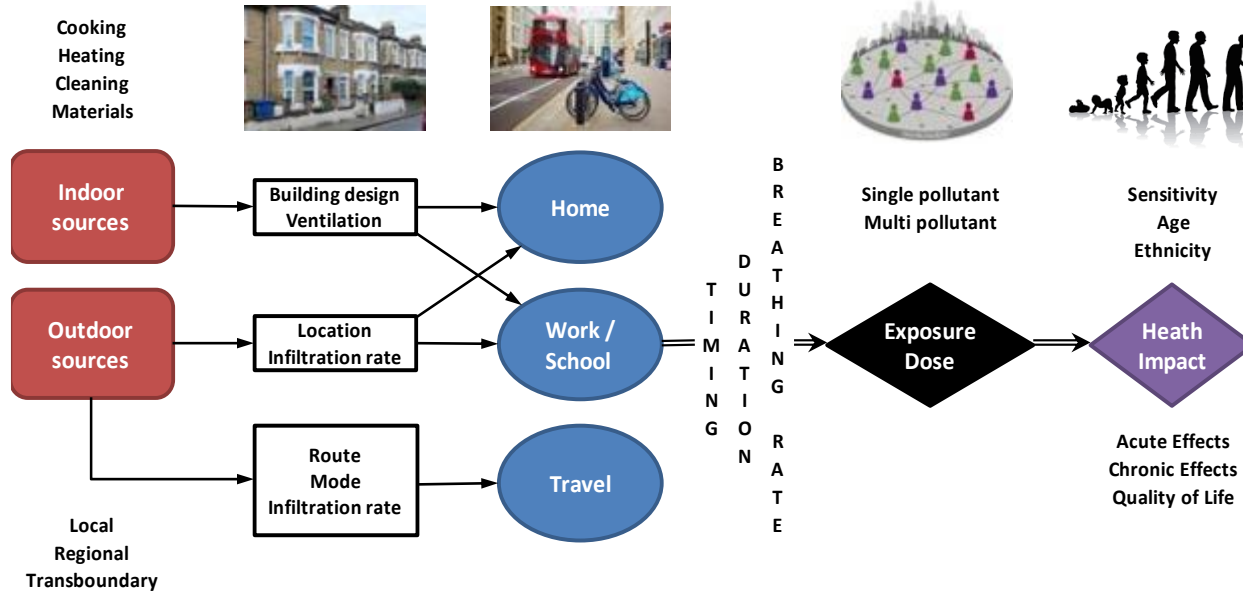 Cooking
Heating
Cleaning
Materials
Indoor
sources
Building design
Ventilation
Home
Outdoor
sources
Location
Infiltration rate
Work /
School
Route
Mode
Infiltration rate
Travel
Local
Regional
Transboundary
TIMING
DURATION
BREATHING RATE
Single pollutant
Multi pollutant
Exposure
Dose
Sensitivity
Age
Ethnicity
Heath
Impact
Acute Effects
Chronic Effects
Quality of Life